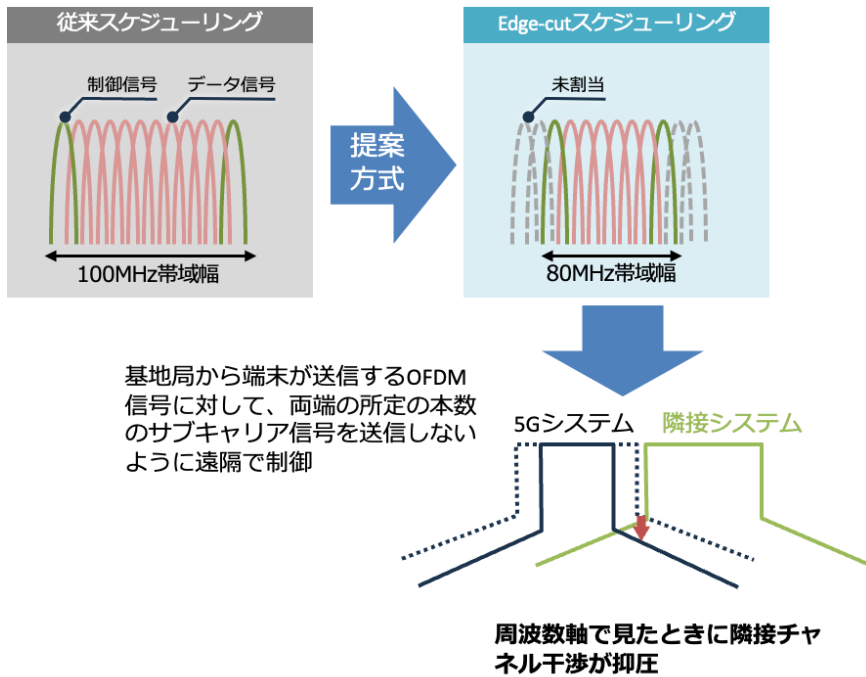 従来スケジューリング
制御信号
データ信号
100MHz帯域幅
提案
方式
Edge-cutスケジューリング
未割当
80MHz帯域幅
基地局から端末が送信するOFDM
信号に対して、両端の所定の本数
のサブキャリア信号を送信しない
ように遠隔で制御
5Gシステム
隣接システム
周波数軸で見たときに隣接チャ
ネル干渉が抑圧